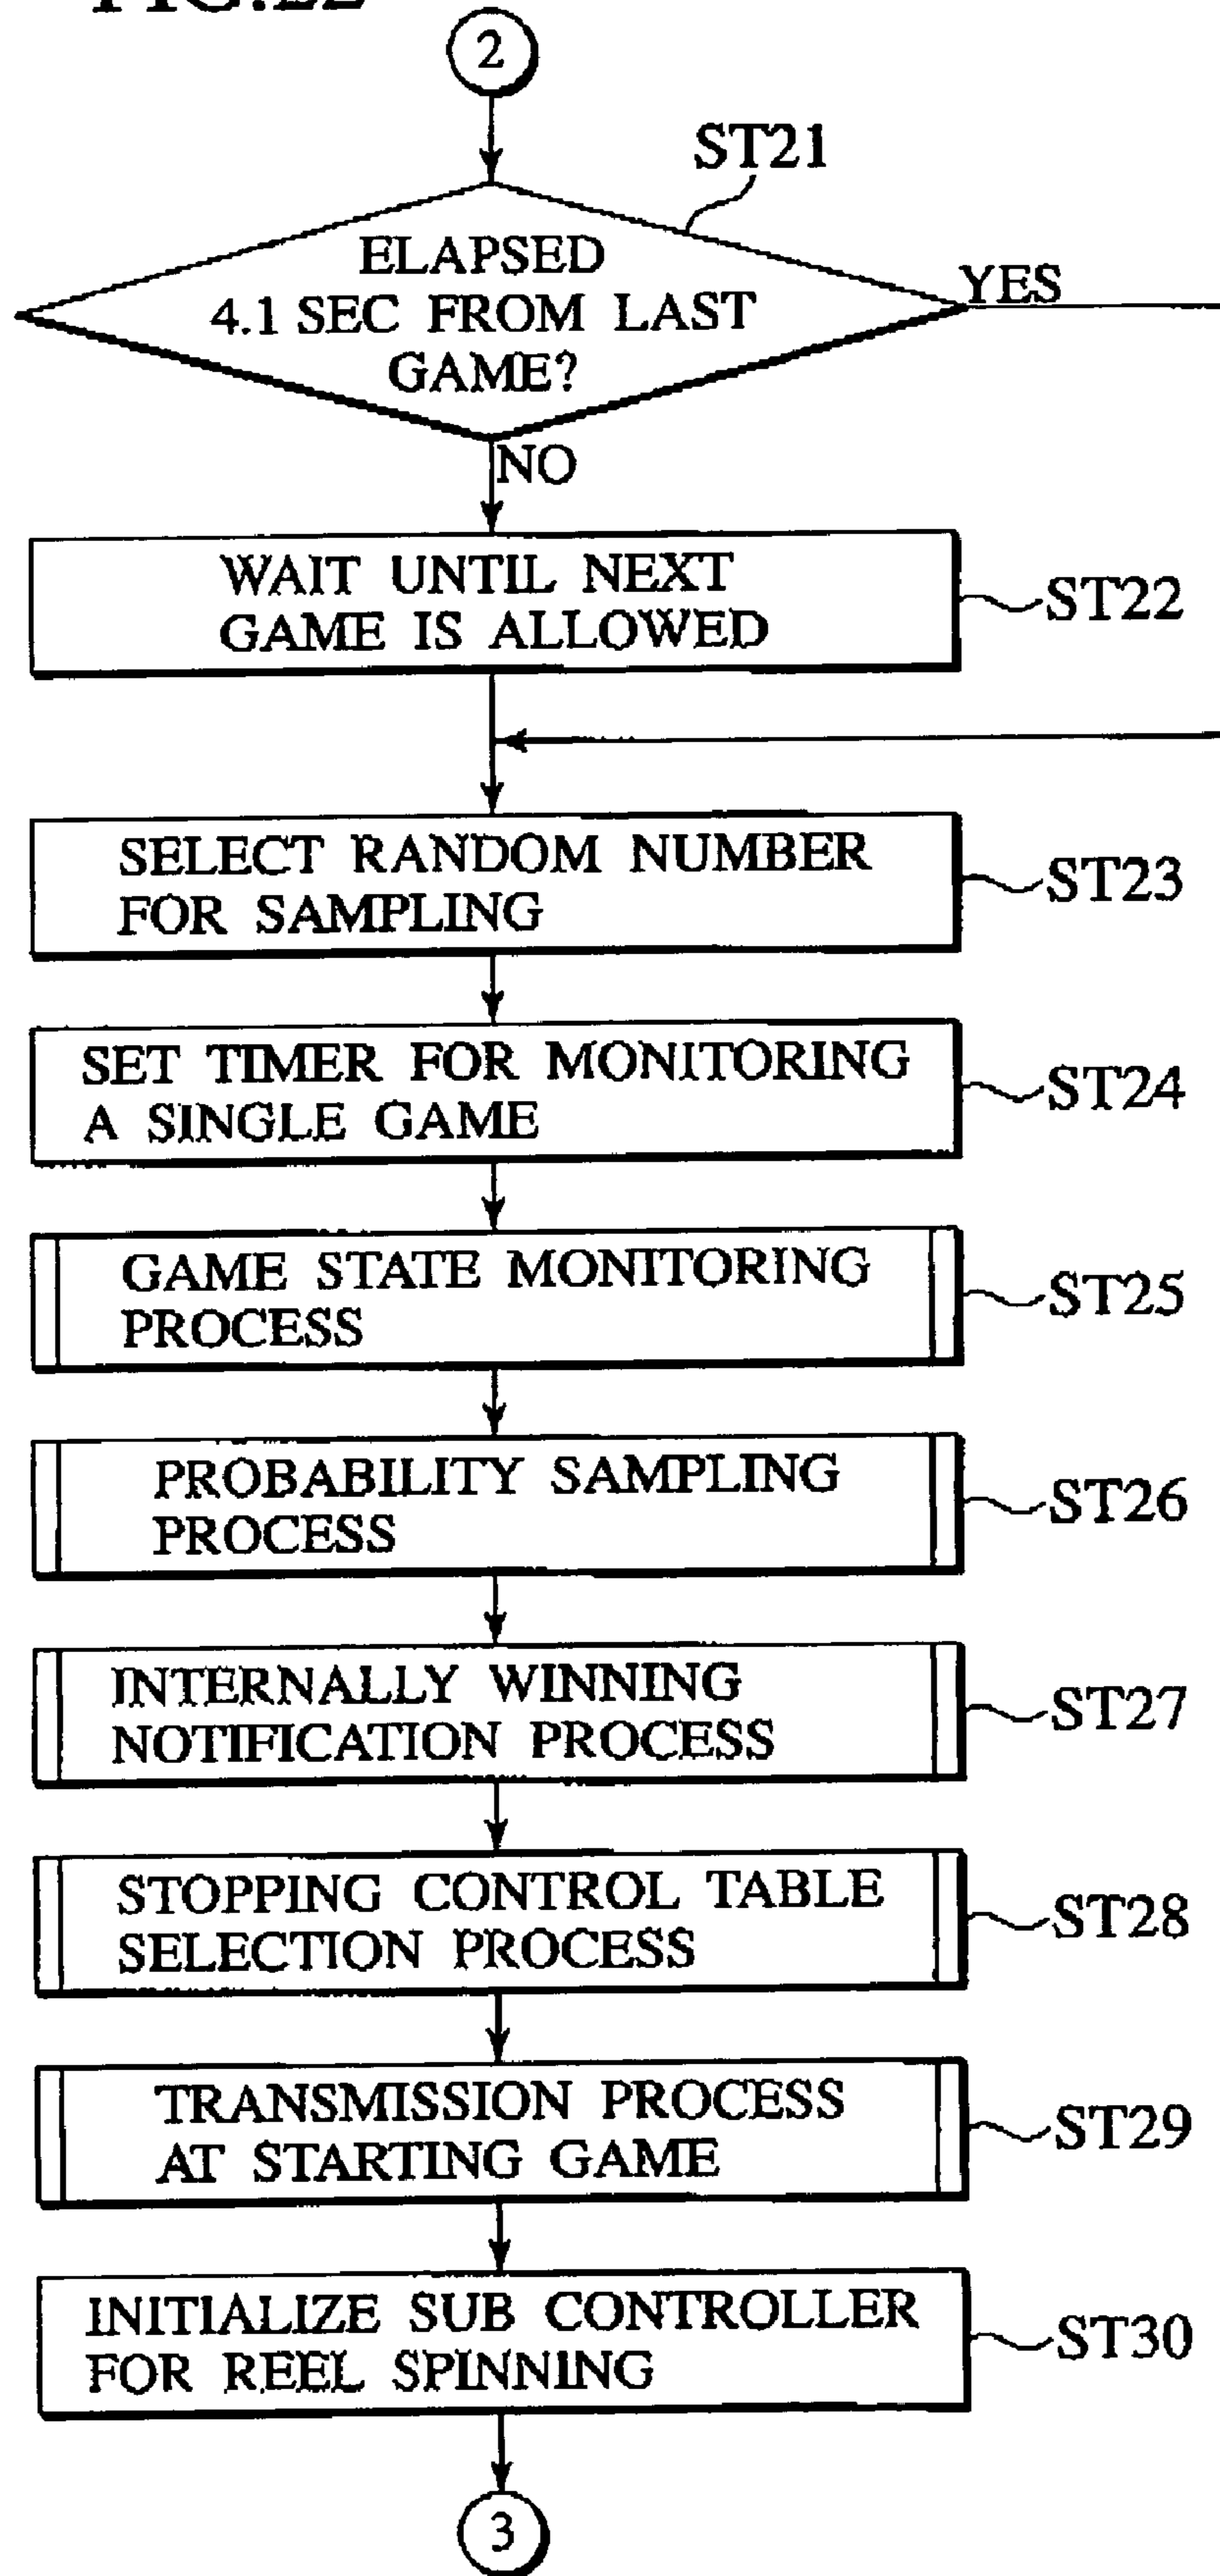 2
ST21
ELAPSED
4.1 SEC FROM LAST
GAME?
YES
NO
WAIT UNTIL NEXT
GAME IS ALLOWED
ST22
SELECT RANDOM NUMBER
FOR SAMPLING
ST23
SET TIMER FOR MONITORING
A SINGLE GAME
ST24
GAME STATE MONITORING
PROCESS
ST25
PROBABILITY SAMPLING
PROCESS
ST26
INTERNALLY WINNING
NOTIFICATION PROCESS
ST27
STOPPING CONTROL TABLE
SELECTION PROCESS
ST28
TRANSMISSION PROCESS
AT STARTING GAME
ST29
INITIALIZE SUB CONTROLLER
FOR REEL SPINNING
ST30
3